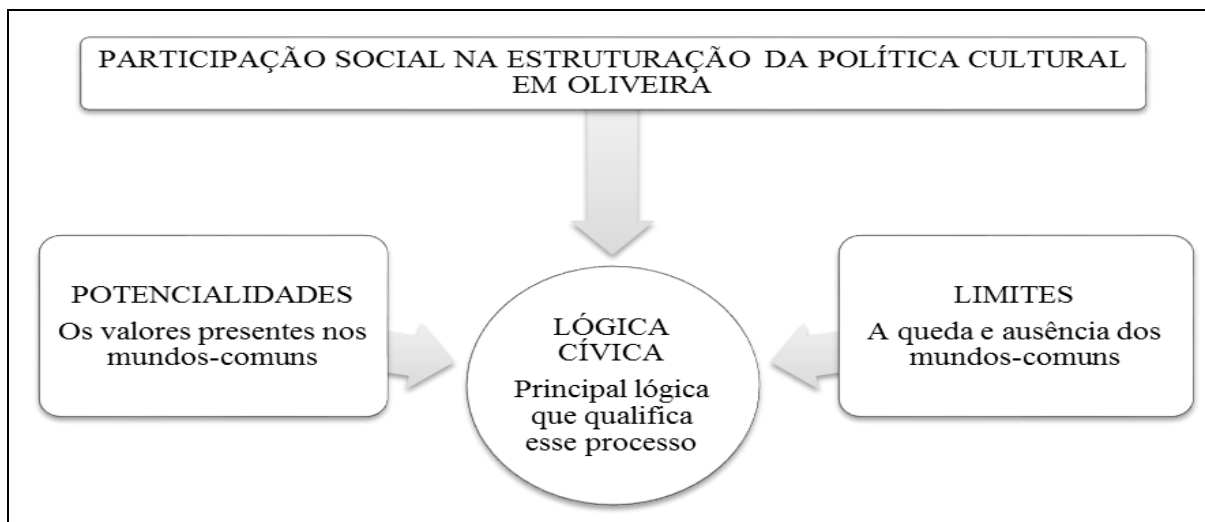 PARTICIPAÇÃO SOCIAL NA ESTRUTURAÇÃO DA POLÍTICA CULTURAL
EM OLIVEIRA
POTENCIALIDADES
Os valores presentes nos
mundos-comuns
LÓGICA
CÍVICA
Principal lógica
que qualifica
esse processo
LIMITES
A queda e ausência dos
mundos-comuns